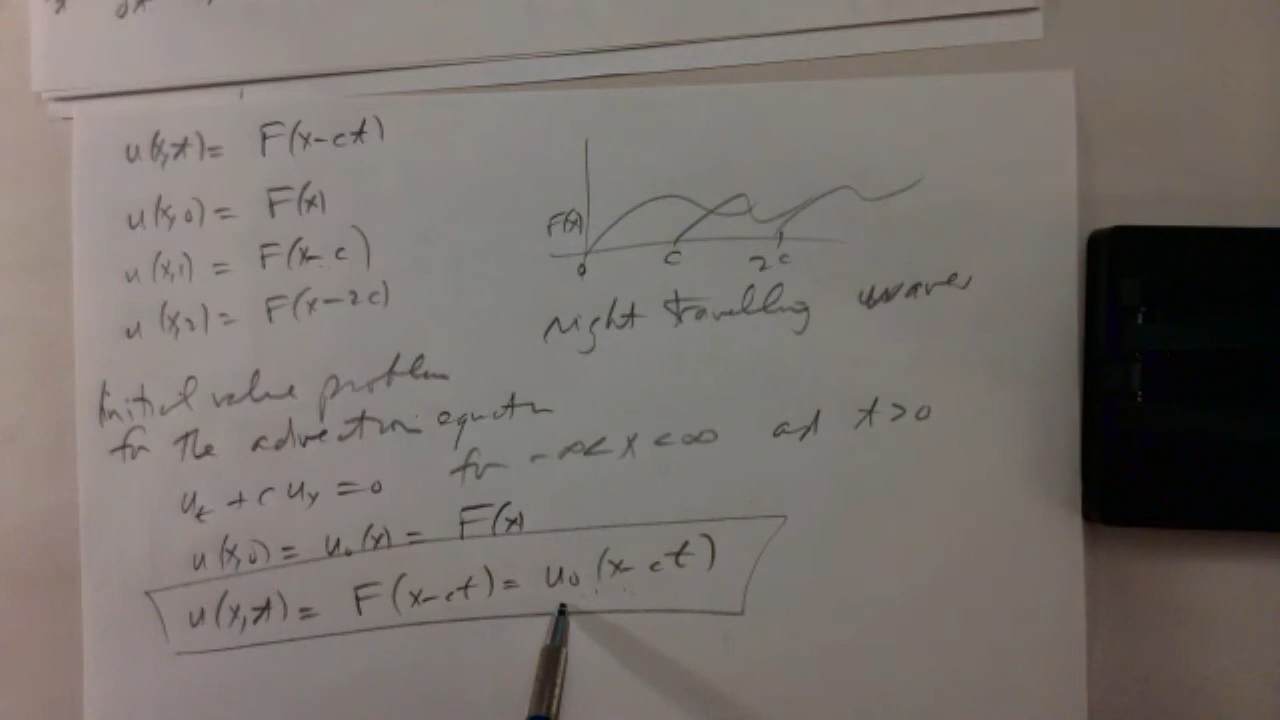 u(x,t) = F(x-ct)
u(x,0) = F(x)
u(x,1) = F(x-c)
u(x,2) = F(x-2c)
F(x)
0 c 2c
right travelling waves
Initial value problem
for the advection equation
u_t + c u_x = 0 for -∞ < x < ∞ and t > 0
u(x,0) = u_0(x) = F(x)
u(x,t) = F(x-ct) = u_0(x-ct)